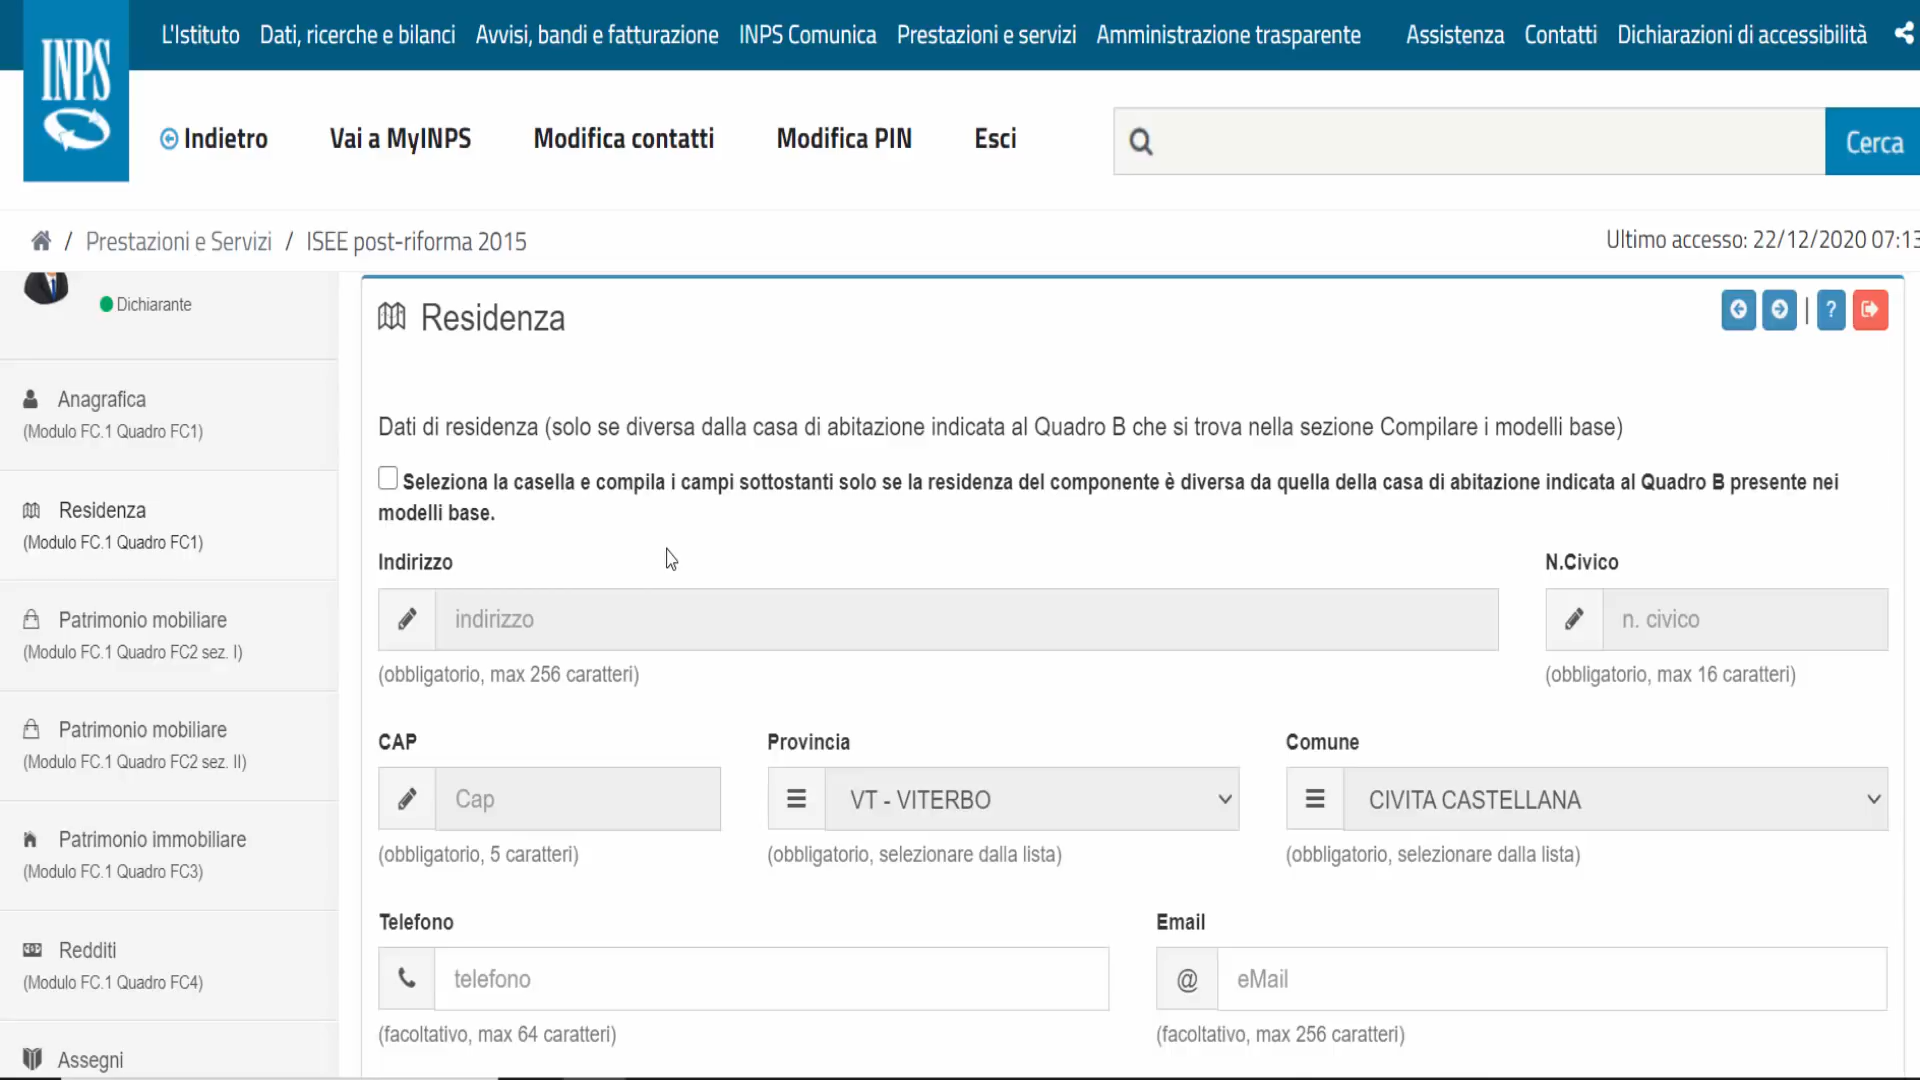 L'Istituto Dati, ricerche e bilanci Avvisi, bandi e fatturazione INPS Comunica Prestazioni e servizi Amministrazione trasparente Assistenza Contatti Dichiarazioni di accessibilità
INPS
Indietro Vai a MyINPS Modifica contatti Modifica PIN Esci Cerca
/ Prestazioni e Servizi / ISEE post-riforma 2015 Ultimo accesso: 22/12/2020 07:13
Dichiarante
Anagrafica
(Modulo FC.1 Quadro FC1)
Residenza
(Modulo FC.1 Quadro FC1)
Patrimonio mobiliare
(Modulo FC.1 Quadro FC2 sez. I)
Patrimonio mobiliare
(Modulo FC.1 Quadro FC2 sez. II)
Patrimonio immobiliare
(Modulo FC.1 Quadro FC3)
Redditi
(Modulo FC.1 Quadro FC4)
Assegni
Residenza | ?
Dati di residenza (solo se diversa dalla casa di abitazione indicata al Quadro B che si trova nella sezione Compilare i modelli base)
Seleziona la casella e compila i campi sottostanti solo se la residenza del componente è diversa da quella della casa di abitazione indicata al Quadro B presente nei
modelli base.
Indirizzo N.Civico
indirizzo n. civico
(obbligatorio, max 256 caratteri) (obbligatorio, max 16 caratteri)
CAP Provincia Comune
Cap VT - VITERBO CIVITA CASTELLANA
(obbligatorio, 5 caratteri) (obbligatorio, selezionare dalla lista) (obbligatorio, selezionare dalla lista)
Telefono Email
telefono @ eMail
(facoltativo, max 64 caratteri) (facoltativo, max 256 caratteri)